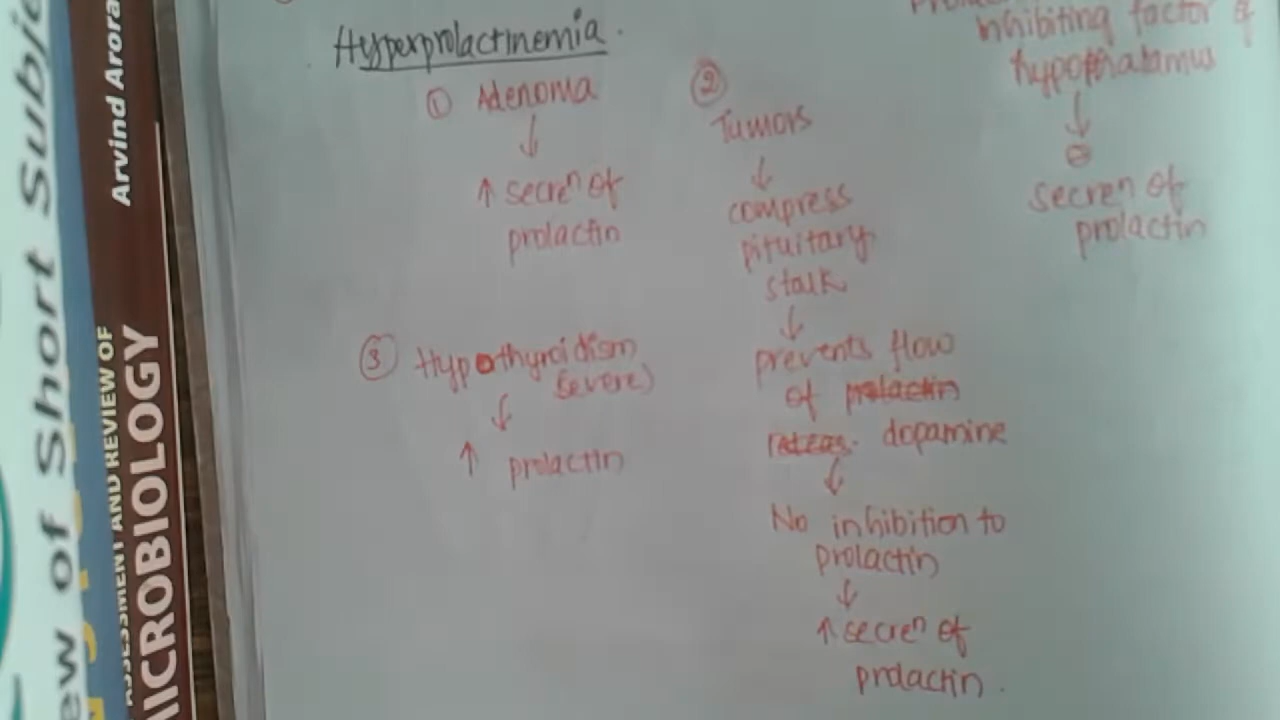 Hyperprolactinemia.
① Adenoma
↓
↑ secreⁿ of
prolactin
②
Tumors
↓
compress
pituitary
stalk
↓
prevents flow
of prolactin
dopamine
↓
No inhibition to
prolactin
↓
↑ secreⁿ of
prolactin.
③ Hypothyroidism
(severe)
↓
↑ prolactin
inhibiting factor of
hypothalamus
↓
⊖
secreⁿ of
prolactin
ew of Short Subje
ASSESSMENT AND REVIEW OF
MICROBIOLOGY
Arvind Arora